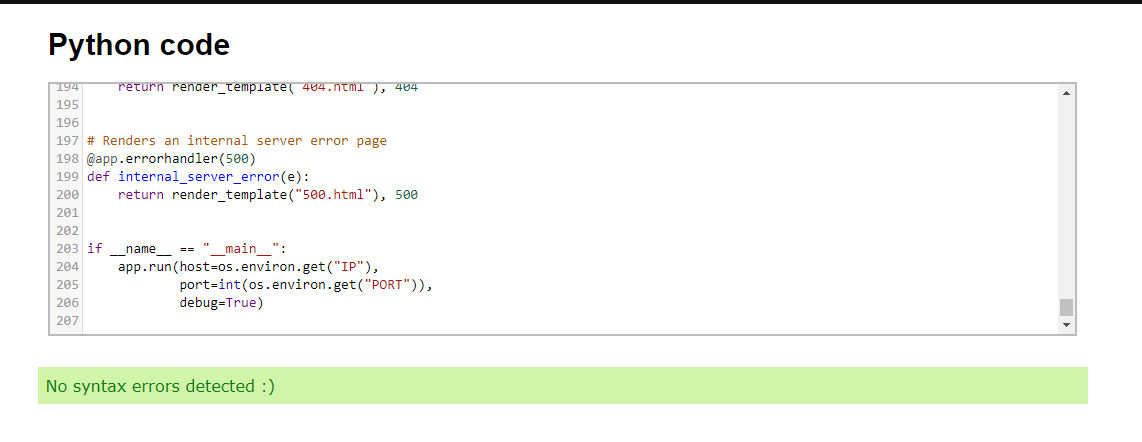 Python code
194     return render_template("404.html"), 404
195
196
197 # Renders an internal server error page
198 @app.errorhandler(500)
199 def internal_server_error(e):
200     return render_template("500.html"), 500
201
202
203 if __name__ == "__main__":
204     app.run(host=os.environ.get("IP"),
205             port=int(os.environ.get("PORT")),
206             debug=True)
207
No syntax errors detected :)